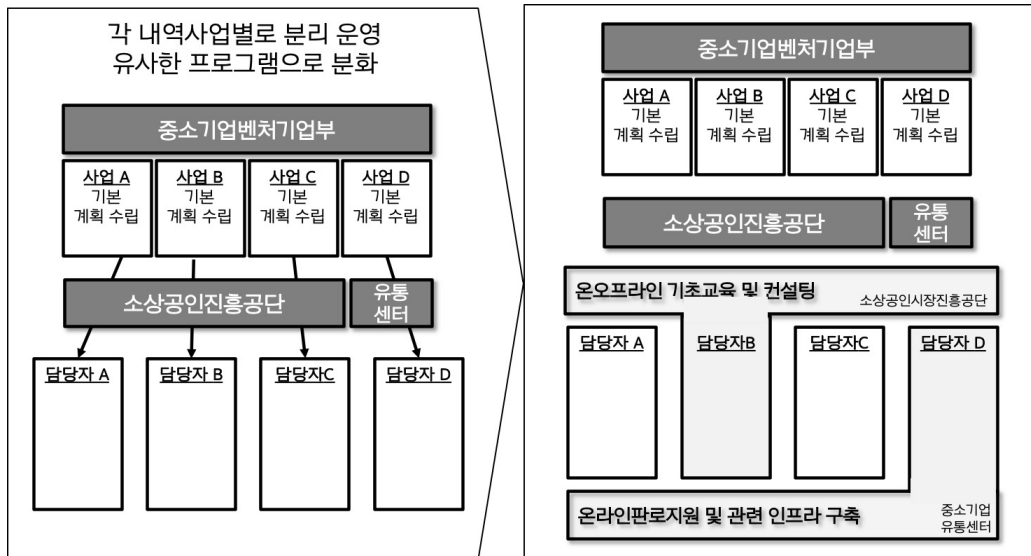 각 내역사업별로 분리 운영
유사한 프로그램으로 분화
중소기업벤처기업부
사업 A
기본
계획 수립
사업 B
기본
계획 수립
사업 C
기본
계획 수립
사업 D
기본
계획 수립
소상공인진흥공단
유통
센터
담당자 A
담당자 B
담당자C
담당자 D
중소기업벤처기업부
사업 A
기본
계획 수립
사업 B
기본
계획 수립
사업 C
기본
계획 수립
사업 D
기본
계획 수립
소상공인진흥공단
유통
센터
온오프라인 기초교육 및 컨설팅
소상공인시장진흥공단
담당자 A
담당자B
담당자C
담당자 D
온라인판로지원 및 관련 인프라 구축
중소기업
유통센터